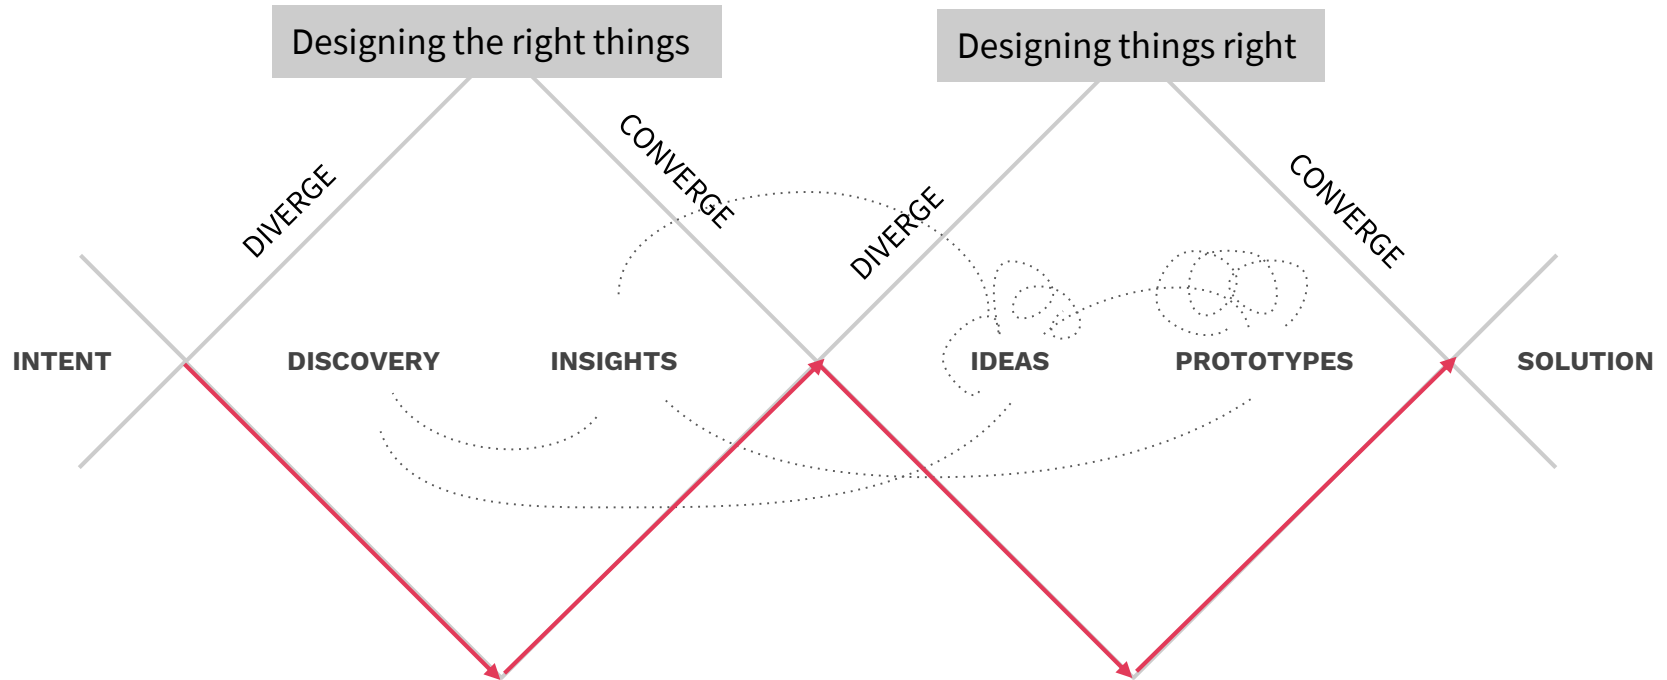 Designing the right things
Designing things right
DIVERGE
CONVERGE
DIVERGE
CONVERGE
INTENT
DISCOVERY
INSIGHTS
IDEAS
PROTOTYPES
SOLUTION